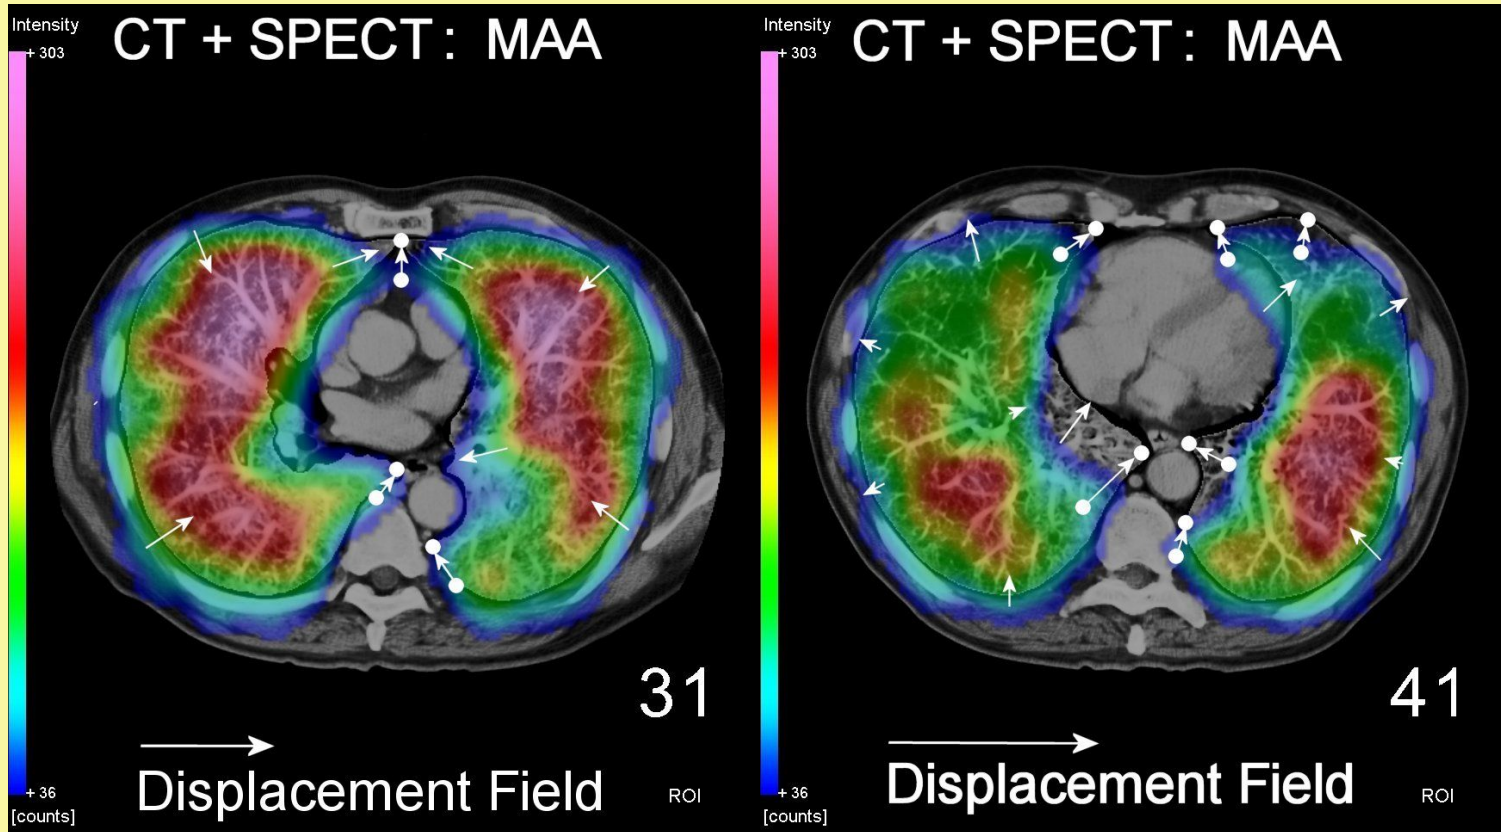 Intensity
CT + SPECT : MAA
+ 303
31
Displacement Field
+ 36
ROI
[counts]
Intensity
CT + SPECT : MAA
+ 303
41
Displacement Field
+ 36
ROI
[counts]